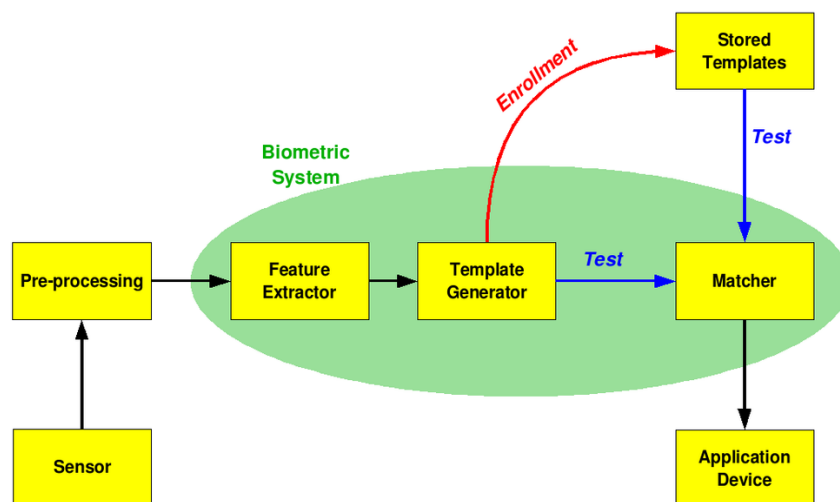 Stored
Templates
Enrollment
Test
Biometric
System
Pre-processing
Feature
Extractor
Template
Generator
Test
Matcher
Sensor
Application
Device